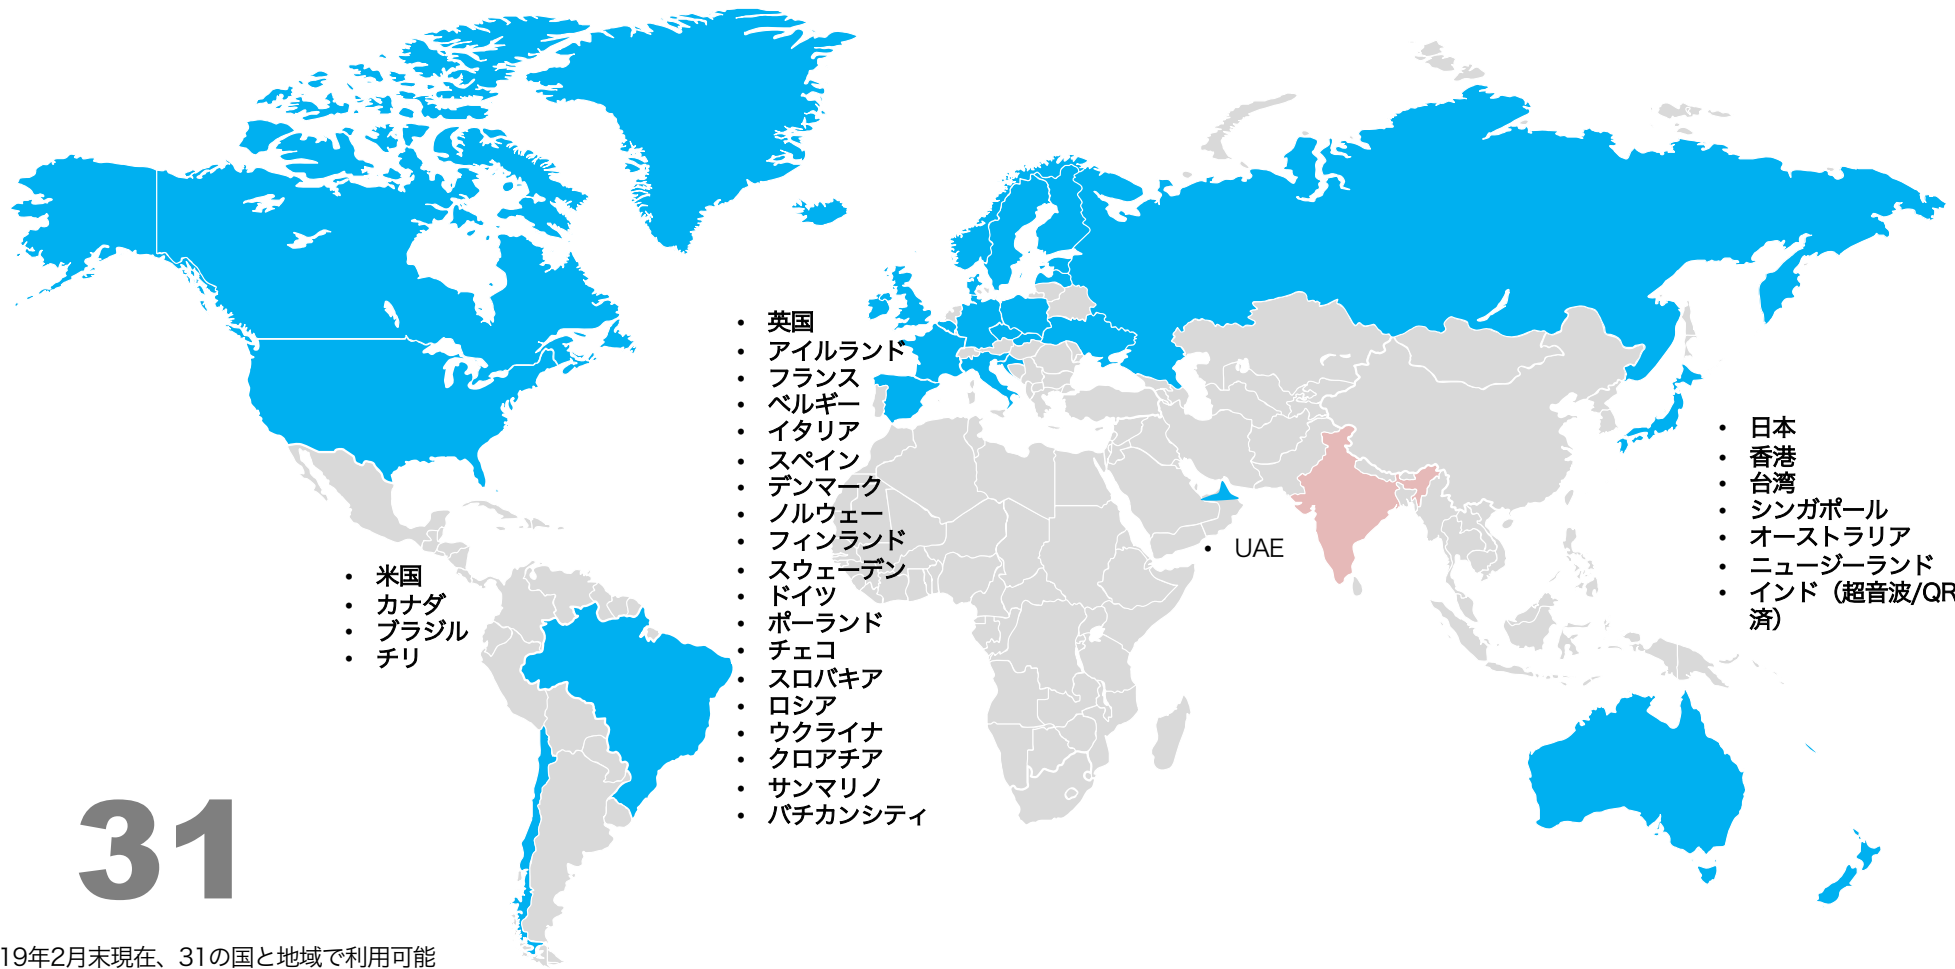 • 英国
• アイルランド
• フランス
• ベルギー
• イタリア
• スペイン
• デンマーク
• ノルウェー
• フィンランド
• スウェーデン
• ドイツ
• ポーランド
• チェコ
• スロバキア
• ロシア
• ウクライナ
• クロアチア
• サンマリノ
• バチカンシティ
• 日本
• 香港
• 台湾
• シンガポール
• オーストラリア
• ニュージーランド
• インド（超音波/QR
済）
• UAE
• 米国
• カナダ
• ブラジル
• チリ
31
19年2月末現在、31の国と地域で利用可能